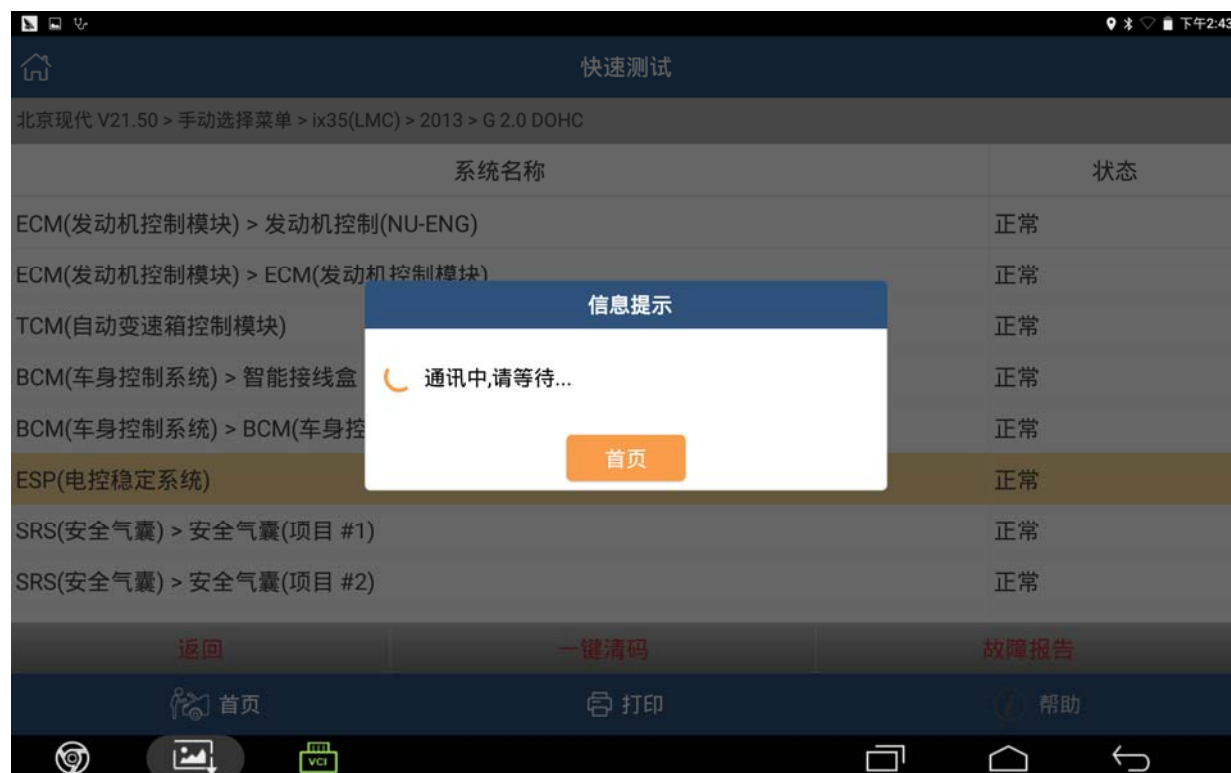 下午2:43
快速测试
北京现代 V21.50 > 手动选择菜单 > ix35(LMC) > 2013 > G 2.0 DOHC
系统名称 状态
ECM(发动机控制模块) > 发动机控制(NU-ENG) 正常
ECM(发动机控制模块) > ECM(发动机控制模块) 正常
信息提示
TCM(自动变速箱控制模块) 正常
BCM(车身控制系统) > 智能接线盒 正常
通讯中,请等待...
BCM(车身控制系统) > BCM(车身控 正常
首页
ESP(电控稳定系统) 正常
SRS(安全气囊) > 安全气囊(项目 #1) 正常
SRS(安全气囊) > 安全气囊(项目 #2) 正常
返回 一键清码 故障报告
首页 打印 帮助
VCI